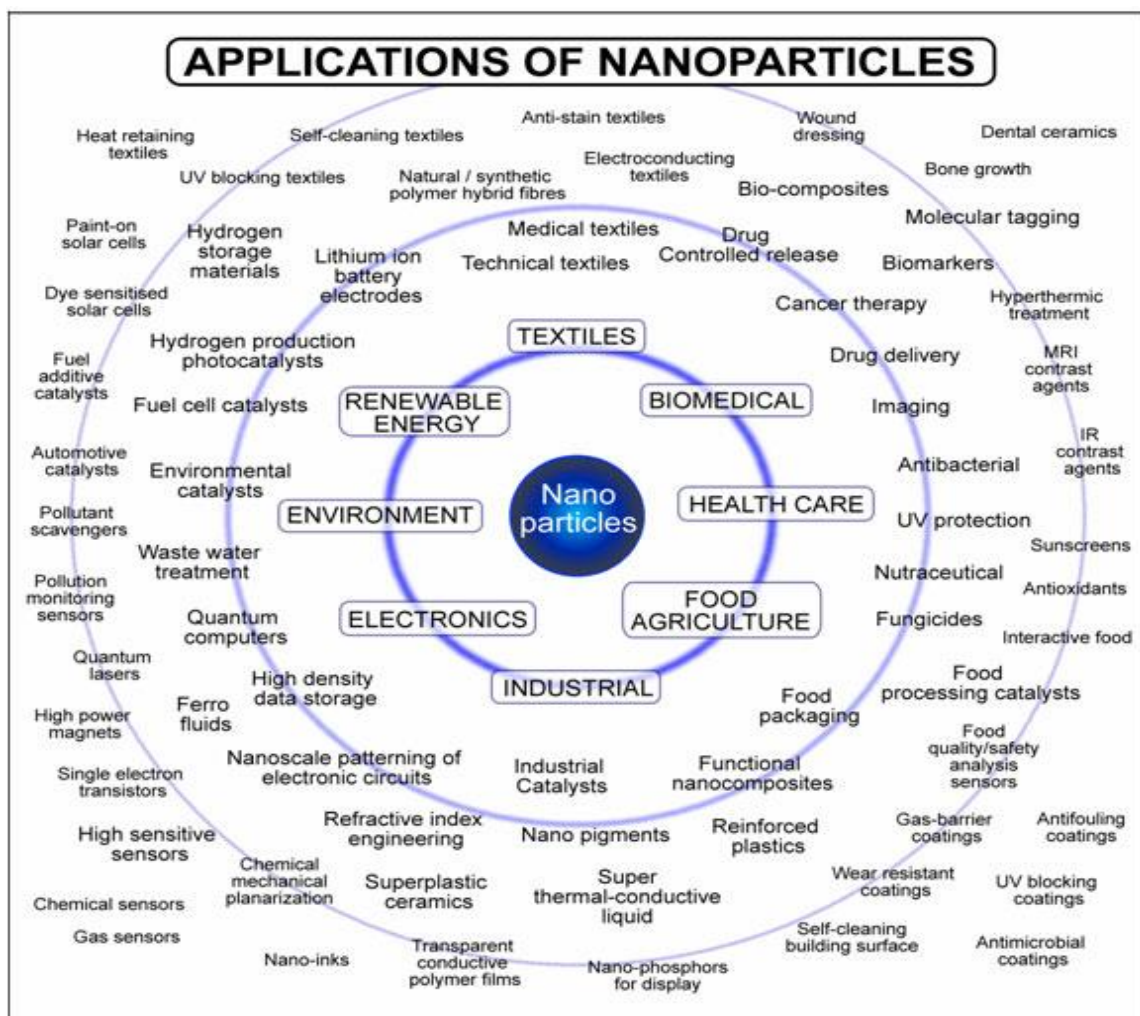 APPLICATIONS OF NANOPARTICLES
Heat retaining
textiles
Self-cleaning textiles
Anti-stain textiles
Wound
dressing
Dental ceramics
UV blocking textiles
Natural / synthetic
polymer hybrid fibres
Electroconducting
textiles
Bio-composites
Bone growth
Paint-on
solar cells
Hydrogen
storage
materials
Lithium ion
battery
electrodes
Medical textiles
Technical textiles
Drug
Controlled release
Molecular tagging
Biomarkers
Dye sensitised
solar cells
Cancer therapy
Hyperthermic
treatment
Hydrogen production
photocatalysts
TEXTILES
Drug delivery
MRI
contrast
agents
Fuel
additive
catalysts
Fuel cell catalysts
RENEWABLE
ENERGY
BIOMEDICAL
Imaging
IR
contrast
agents
Automotive
catalysts
Environmental
catalysts
Antibacterial
Pollutant
scavengers
ENVIRONMENT
Nano
particles
HEALTH CARE
UV protection
Sunscreens
Waste water
treatment
Nutraceutical
Pollution
monitoring
sensors
Antioxidants
Quantum
computers
ELECTRONICS
FOOD
AGRICULTURE
Fungicides
Interactive food
Quantum
lasers
High density
data storage
INDUSTRIAL
Food
processing catalysts
High power
magnets
Ferro
fluids
Food
packaging
Food
quality/safety
analysis
sensors
Single electron
transistors
Nanoscale patterning of
electronic circuits
Industrial
Catalysts
Functional
nanocomposites
High sensitive
sensors
Refractive index
engineering
Nano pigments
Reinforced
plastics
Gas-barrier
coatings
Antifouling
coatings
Chemical
mechanical
planarization
Superplastic
ceramics
Super
thermal-conductive
liquid
Wear resistant
coatings
UV blocking
coatings
Chemical sensors
Gas sensors
Nano-inks
Transparent
conductive
polymer films
Nano-phosphors
for display
Self-cleaning
building surface
Antimicrobial
coatings